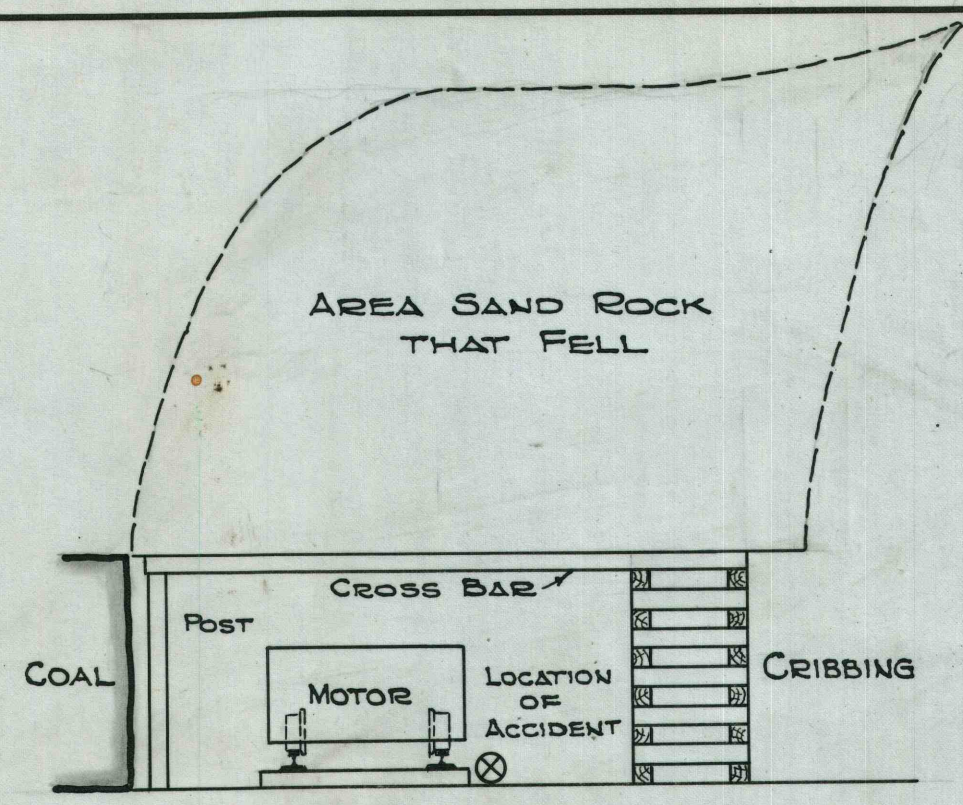 AREA SAND ROCK
THAT FELL
CROSS BAR
POST
COAL
MOTOR
LOCATION
OF
ACCIDENT
CRIBBING